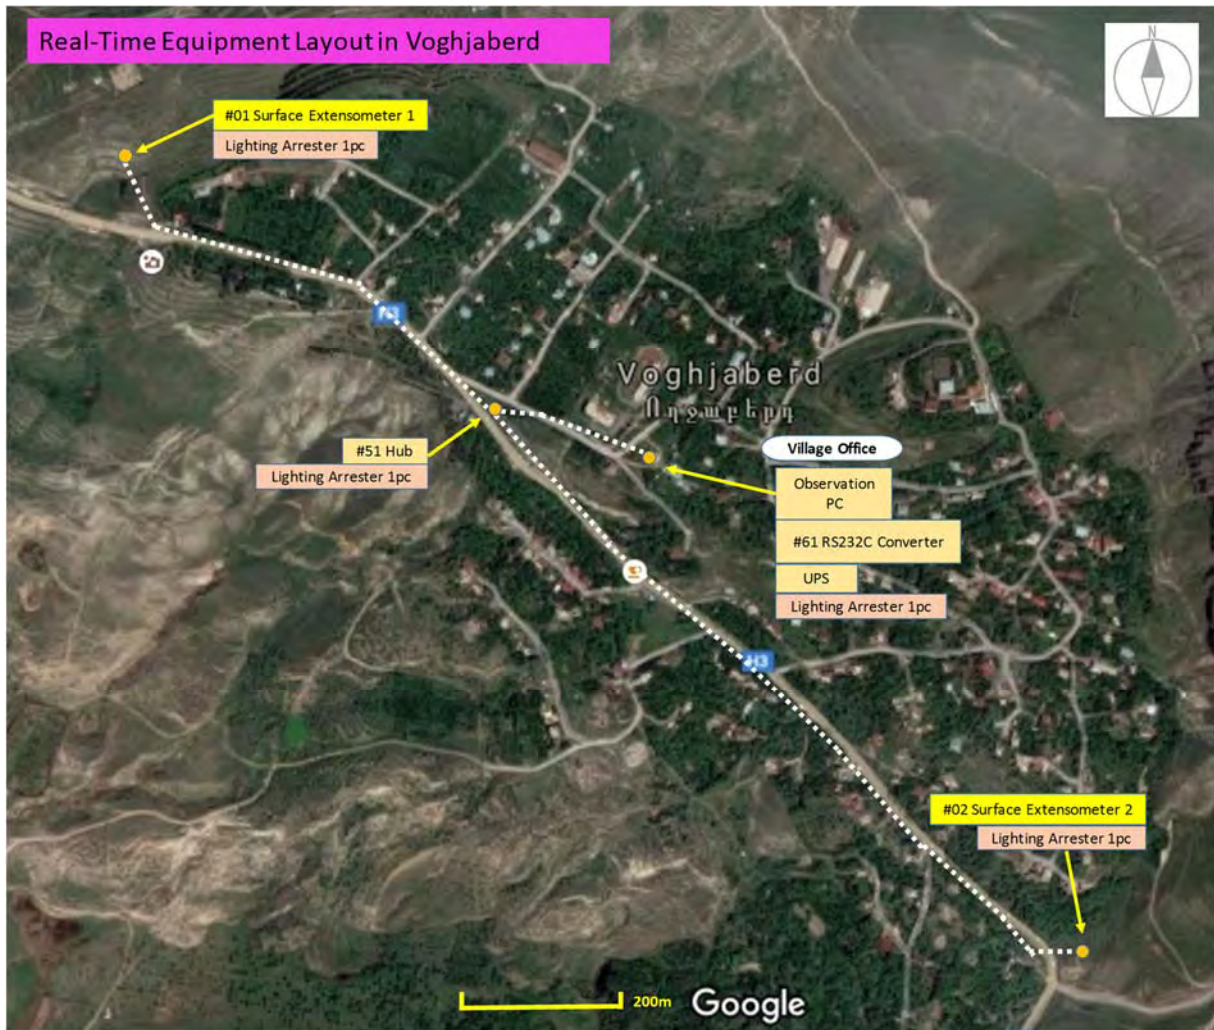 Real-Time Equipment Layout in Voghjaberd
N
#01 Surface Extensometer 1
Lighting Arrester 1pc
Voghjaberd
Ողջաբերդ
#51 Hub
Lighting Arrester 1pc
Village Office
Observation
PC
#61 RS232C Converter
UPS
Lighting Arrester 1pc
H3
#02 Surface Extensometer 2
Lighting Arrester 1pc
200m
Google